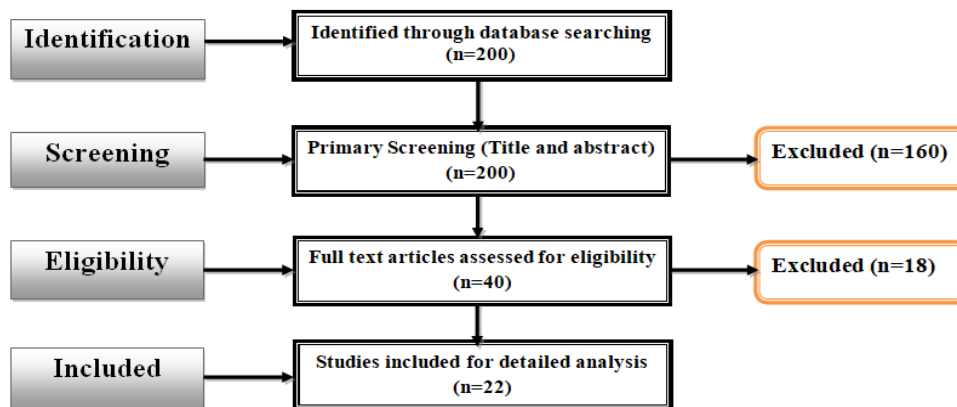 Identification
Identified through database searching
(n=200)
Screening
Primary Screening (Title and abstract)
(n=200)
Excluded (n=160)
Eligibility
Full text articles assessed for eligibility
(n=40)
Excluded (n=18)
Included
Studies included for detailed analysis
(n=22)